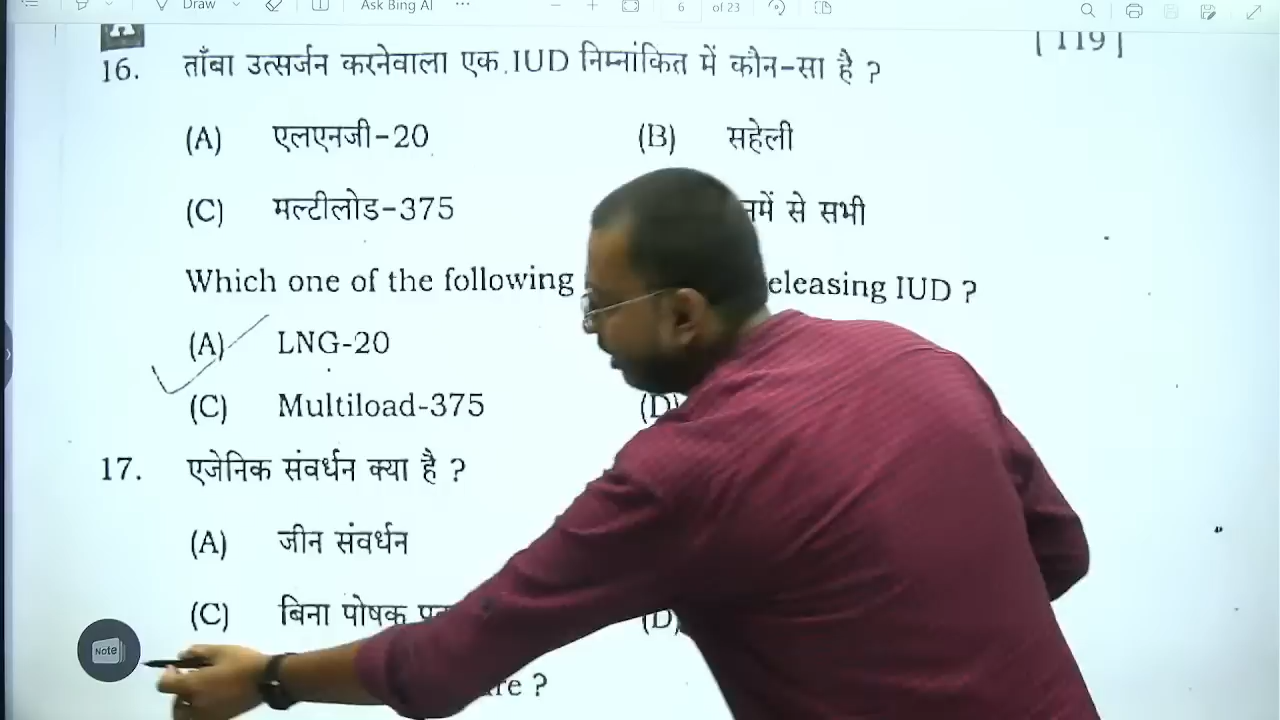 Draw
Ask Bing AI
6 of 23
[ 119 ]
16. ताँबा उत्सर्जन करनेवाला एक IUD निम्नांकित में कौन-सा है ?
(A) एलएनजी-20 (B) सहेली
(C) मल्टीलोड-375 में से सभी
Which one of the following eleasing IUD ?
(A) LNG-20
(C) Multiload-375 (D)
17. एजेनिक संवर्धन क्या है ?
(A) जीन संवर्धन
(C) बिना पोषक (D)
re ?
Note